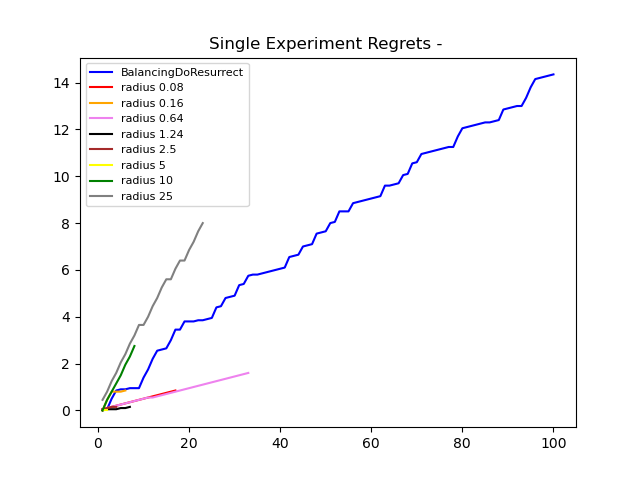 Single Experiment Regrets -
BalancingDoResurrect
radius 0.08
radius 0.16
radius 0.64
radius 1.24
radius 2.5
radius 5
radius 10
radius 25
14
12
10
8
6
4
2
0
0 20 40 60 80 100